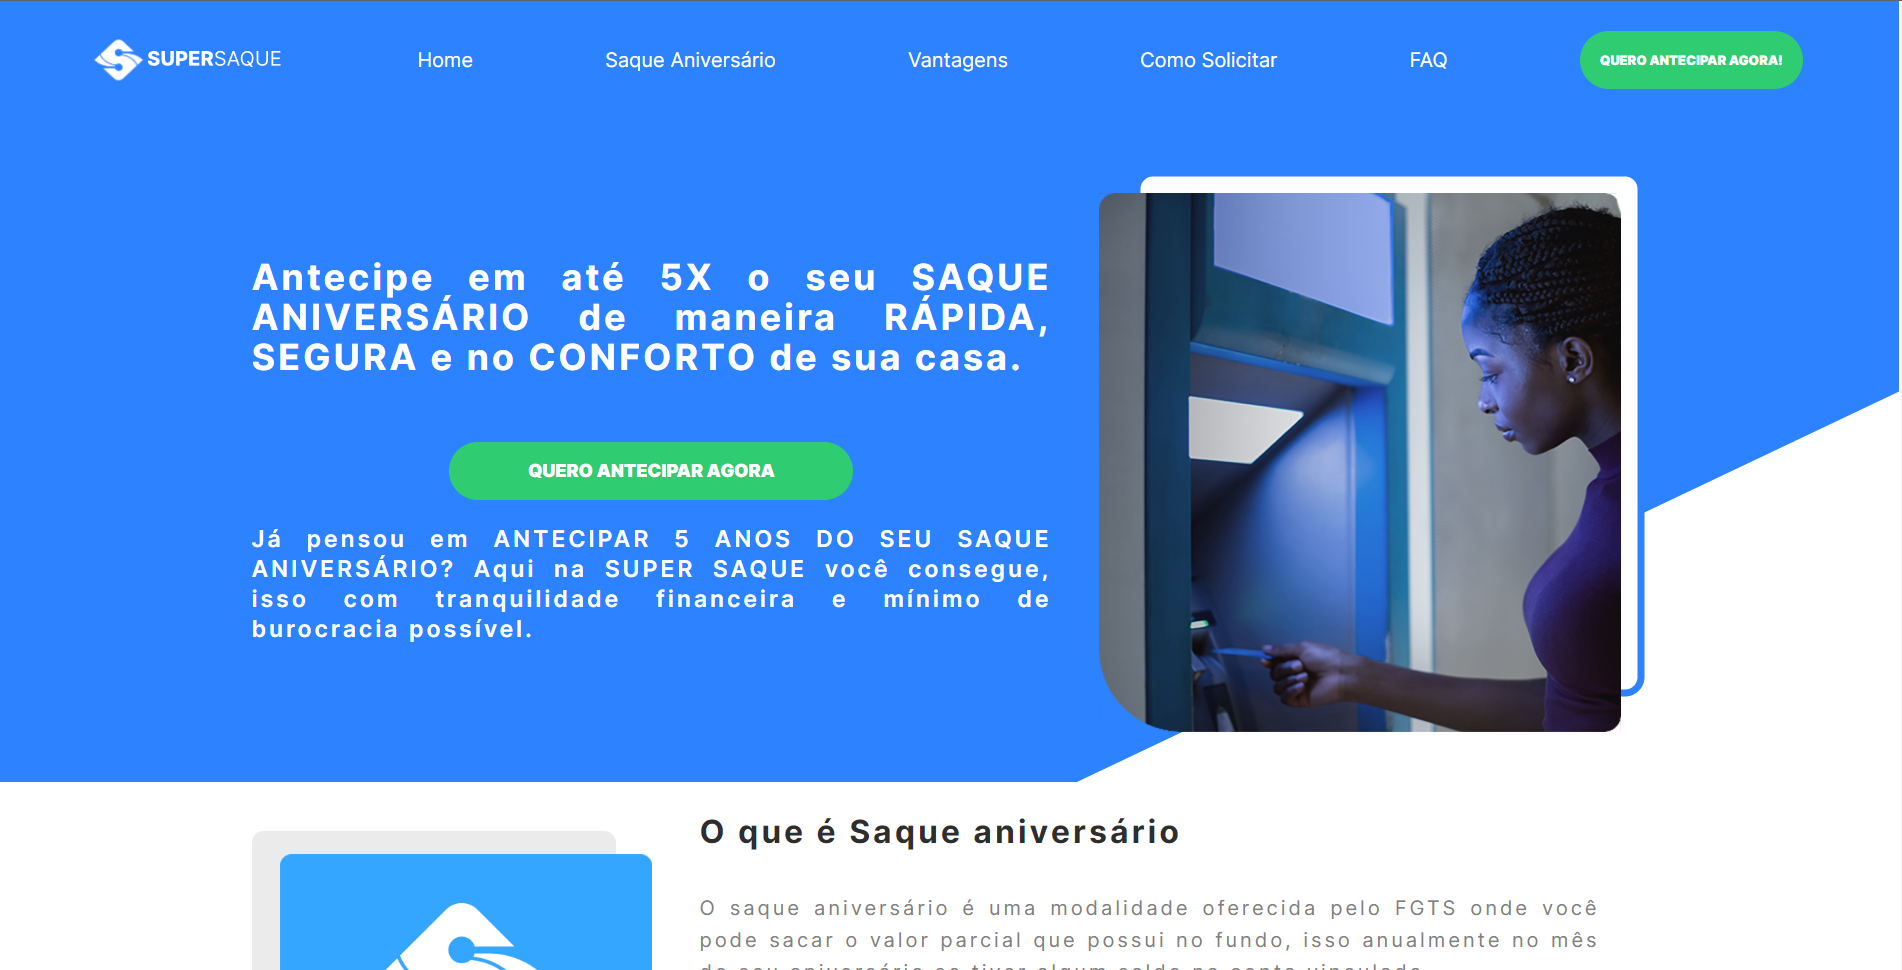 SUPERSAQUE
Home
Saque Aniversário
Vantagens
Como Solicitar
FAQ
QUERO ANTECIPAR AGORA!
Antecipe em até 5X o seu SAQUE
ANIVERSÁRIO de maneira RÁPIDA,
SEGURA e no CONFORTO de sua casa.
QUERO ANTECIPAR AGORA
Já pensou em ANTECIPAR 5 ANOS DO SEU SAQUE
ANIVERSÁRIO? Aqui na SUPER SAQUE você consegue,
isso com tranquilidade financeira e mínimo de
burocracia possível.
O que é Saque aniversário
O saque aniversário é uma modalidade oferecida pelo FGTS onde você
pode sacar o valor parcial que possui no fundo, isso anualmente no mês